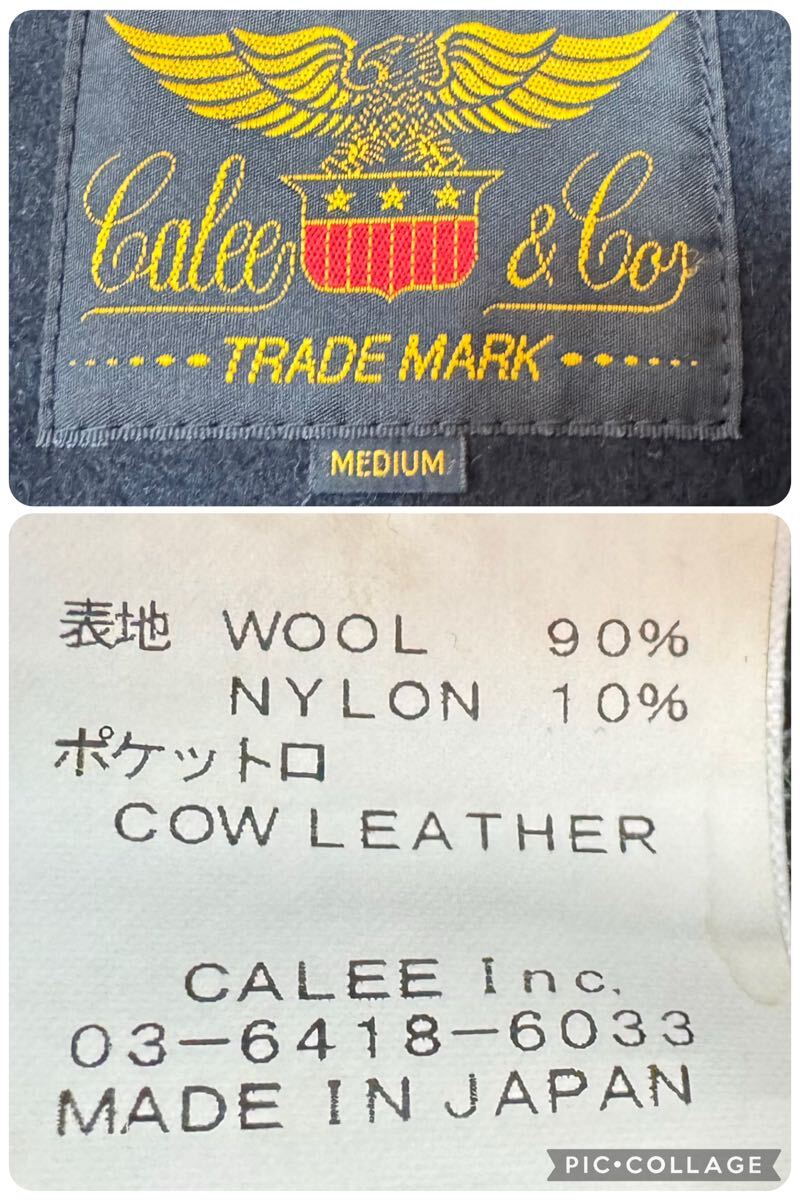 Calee & Co.
TRADE MARK
MEDIUM
表地 WOOL 90%
NYLON 10%
ポケット口
COW LEATHER
CALEE Inc.
03-6418-6033
MADE IN JAPAN
PIC•COLLAGE